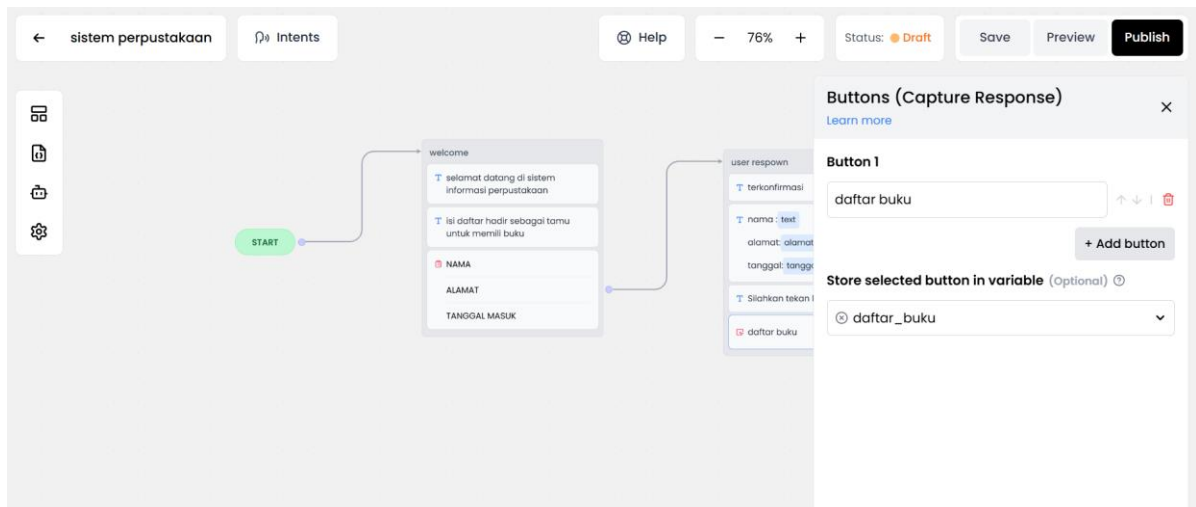 sistem perpustakaan
Intents
Help
76%
Status: Draft
Save
Preview
Publish
START
welcome
selamat datang di sistem
informasi perpustakaan
isi daftar hadir sebagai tamu
untuk memili buku
NAMA
ALAMAT
TANGGAL MASUK
user respown
terkonfirmasi
nama : text
alamat: alamat
tanggal: tangga
Silahkan tekan
daftar buku
Buttons (Capture Response)
Learn more
Button 1
daftar buku
+ Add button
Store selected button in variable (Optional)
daftar_buku